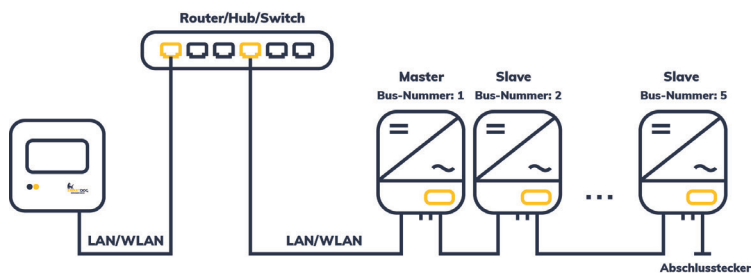 Router/Hub/Switch
Master
Slave
Slave
Bus-Nummer: 1
Bus-Nummer: 2
Bus-Nummer: 5
LAN/WLAN
LAN/WLAN
Abschlusstecker